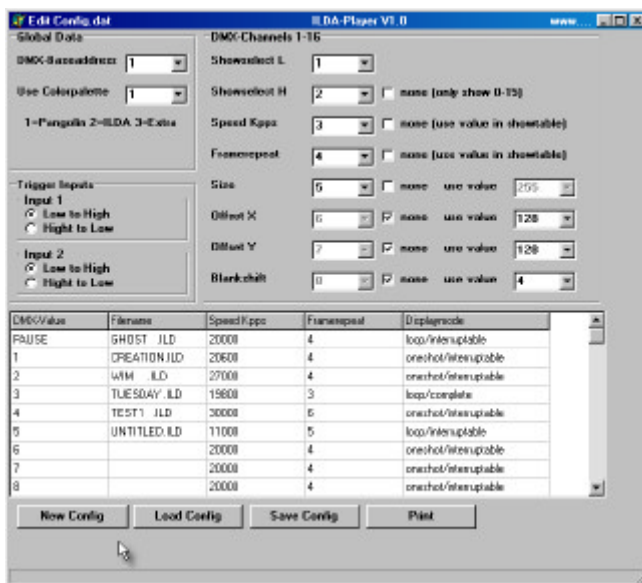 Edit Config.dat ILDA-Player V1.0 www....
Global Data
DMX-Baseaddress 1
Use Colorpalette 1
1=Pangolin 2=ILDA 3=Extra
Trigger Inputs
Input 1
Low to High
Hight to Low
Input 2
Low to High
Hight to Low
DMX-Channels 1-16
Showselect L 1
Showselect H 2 none (only show 0-15)
Speed Kpps 3 none (use value in showtable)
Framerepeat 4 none (use value in showtable)
Size 5 none use value 255
Offset X 6 none use value 128
Offset Y 7 none use value 128
Blankshift 8 none use value 4
DMX-Value Filename Speed Kpps Framerepeat Displaymode
PAUSE GHOST .ILD 20000 4 loop/interruptable
1 CREATION.ILD 20600 4 oneshot/interruptable
2 WIM .ILD 27000 4 oneshot/interruptable
3 TUESDAY .ILD 19800 3 loop/complete
4 TEST1 .ILD 30000 6 oneshot/interruptable
5 UNTITLED.ILD 11000 5 loop/interruptable
6 20000 4 oneshot/interruptable
7 20000 4 oneshot/interruptable
8 20000 4 oneshot/interruptable
New Config Load Config Save Config Print